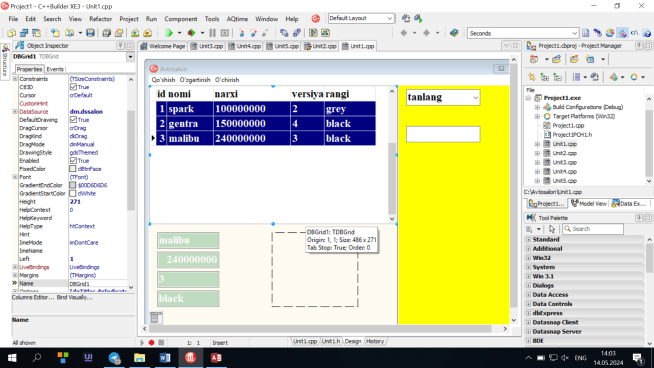 Project1 - C++Builder XE3 - Unit1.cpp
File Edit Search View Refactor Project Run Component Tools AQtime Window Help
Default Layout
Seconds
Object Inspector
DBGrid1 TDBGrid
Properties Events
Constraints (TSizeConstraints)
Ctl3D True
Cursor crDefault
CustomHint
DataSource dm.dssalon
DefaultDrawing True
DragCursor crDrag
DragKind dkDrag
DragMode dmManual
DrawingStyle gdsThemed
Enabled True
FixedColor clBtnFace
Font (TFont)
GradientEndColor $00D6D6D6
GradientStartColor clWhite
Height 271
HelpContext 0
HelpKeyword
HelpType htContext
Hint
ImeMode imDontCare
ImeName
Left 1
LiveBindings LiveBindings
Margins (TMargins)
Name DBGrid1
Columns Editor... Bind Visually...
Name
All shown
Structure
Welcome Page Unit3.cpp Unit4.cpp Unit5.cpp Unit2.cpp Unit1.cpp
Avtosalon
Qo'shish O'zgartirish O'chirish
id nomi narxi versiya rangi
1 spark 100000000 2 grey
2 gentra 150000000 4 black
3 malibu 240000000 3 black
tanlang
malibu
240000000
3
black
DBGrid1: TDBGrid
Origin: 1, 1; Size: 486 x 271
Tab Stop: True; Order: 0
1: 1 Insert
Unit1.cpp Unit1.h Design History
Project1.cbproj - Project Manager
File
Project1.exe
Build Configurations (Debug)
Target Platforms (Win32)
Project1.cpp
Project1PCH1.h
Unit1.cpp
Unit2.cpp
Unit3.cpp
Unit4.cpp
Unit5.cpp
C:\Avtosalon\Unit1.cpp
Project1... Model View Data Ex...
Tool Palette
Search
Standard
Additional
Win32
System
Win 3.1
Dialogs
Data Access
Data Controls
dbExpress
Datasnap Client
Datasnap Server
BDE
ENG
14:03
14.05.2024